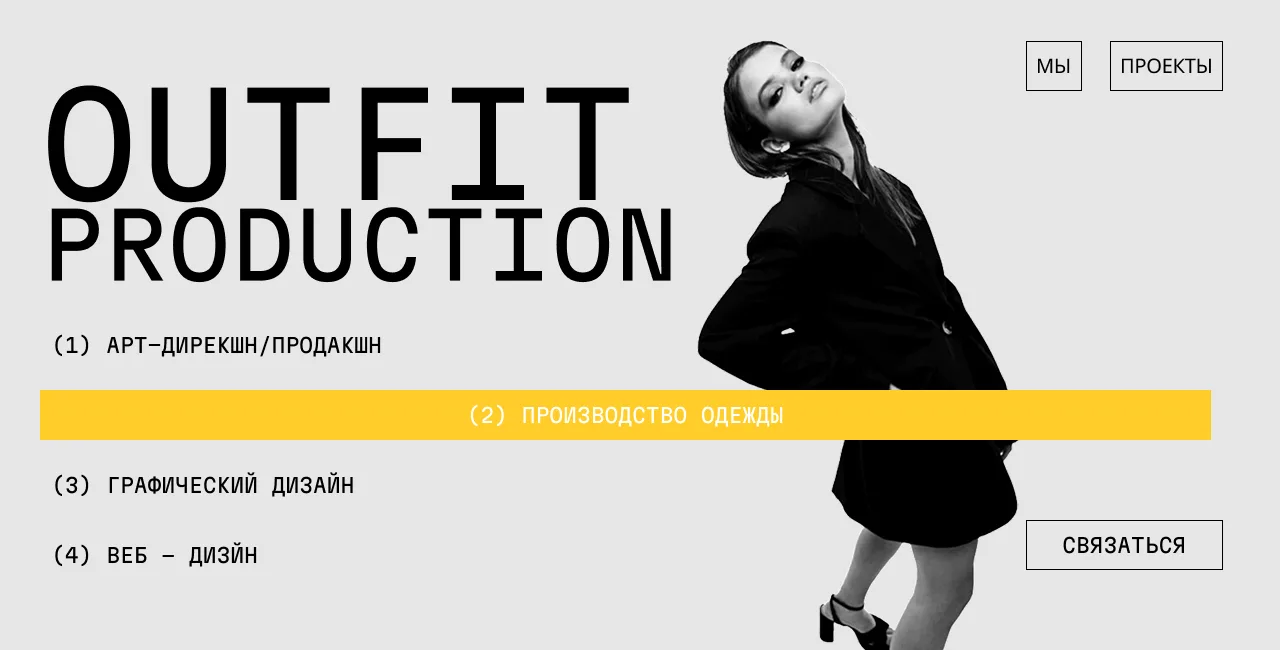 МЫ
ПРОЕКТЫ
OUTFIT
PRODUCTION
(1) АРТ-ДИРЕКШН/ПРОДАКШН
(2) ПРОИЗВОДСТВО ОДЕЖДЫ
(3) ГРАФИЧЕСКИЙ ДИЗАЙН
(4) ВЕБ - ДИЗЙН
СВЯЗАТЬСЯ